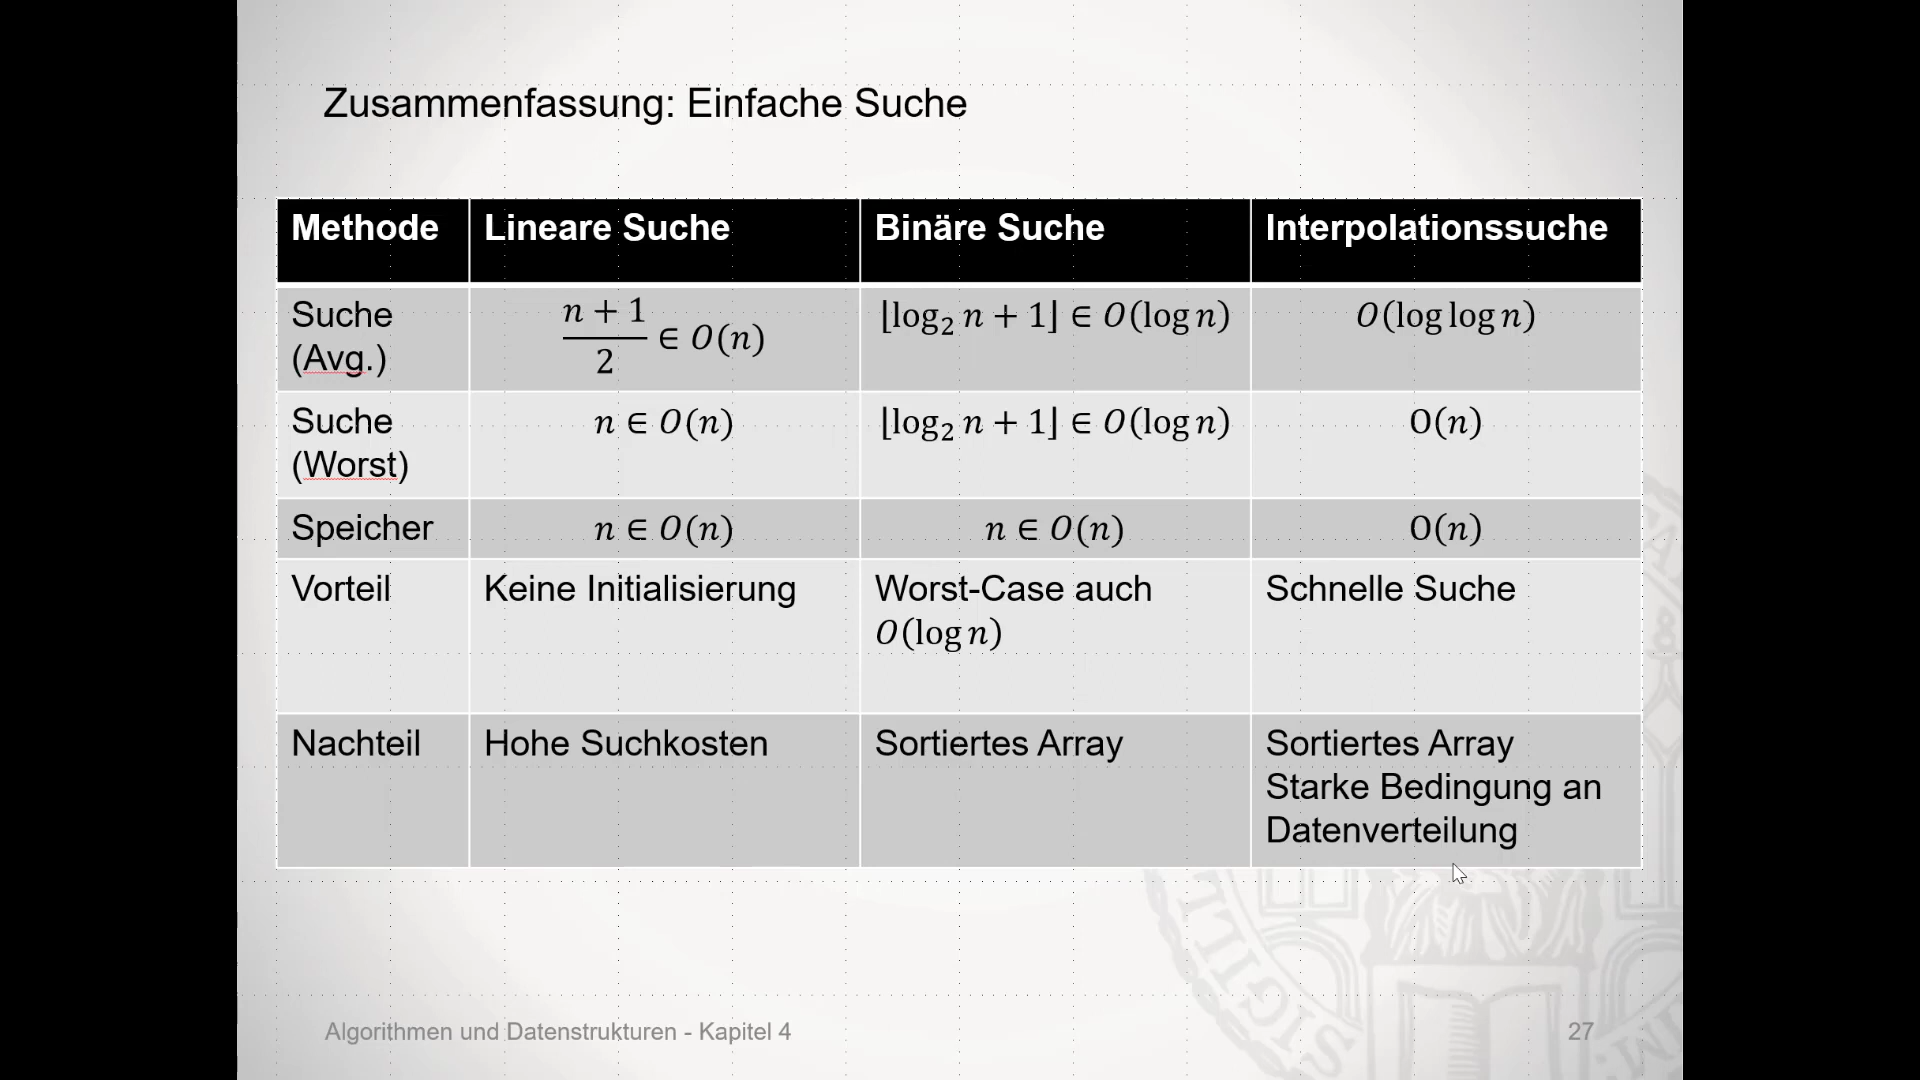 Zusammenfassung: Einfache Suche
Methode Lineare Suche Binäre Suche Interpolationssuche
Suche (Avg.) (n + 1)/2 ∈ O(n) ⌊log₂ n + 1⌋ ∈ O(log n) O(log log n)
Suche (Worst) n ∈ O(n) ⌊log₂ n + 1⌋ ∈ O(log n) O(n)
Speicher n ∈ O(n) n ∈ O(n) O(n)
Vorteil Keine Initialisierung Worst-Case auch O(log n) Schnelle Suche
Nachteil Hohe Suchkosten Sortiertes Array Sortiertes Array
Starke Bedingung an
Datenverteilung
Algorithmen und Datenstrukturen - Kapitel 4 27
SIGILL